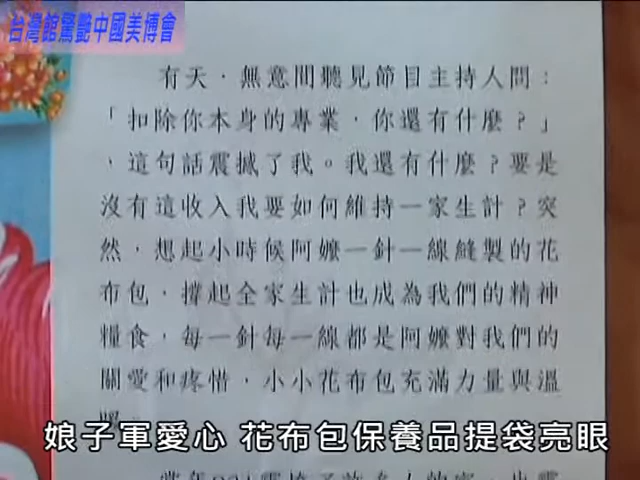 台灣館驚艷中國美博會
有天，無意間聽見節目主持人問：
「扣除你本身的專業，你還有什麼？」
，這句話震撼了我。我還有什麼？要是
沒有這收入我要如何維持一家生計？突
然，想起小時候阿嬤一針一線縫製的花
布包，撐起全家生計也成為我們的精神
糧食，每一針每一線都是阿嬤對我們的
關愛和疼惜，小小花布包充滿力量與溫
娘子軍愛心 花布包保養品提袋亮眼